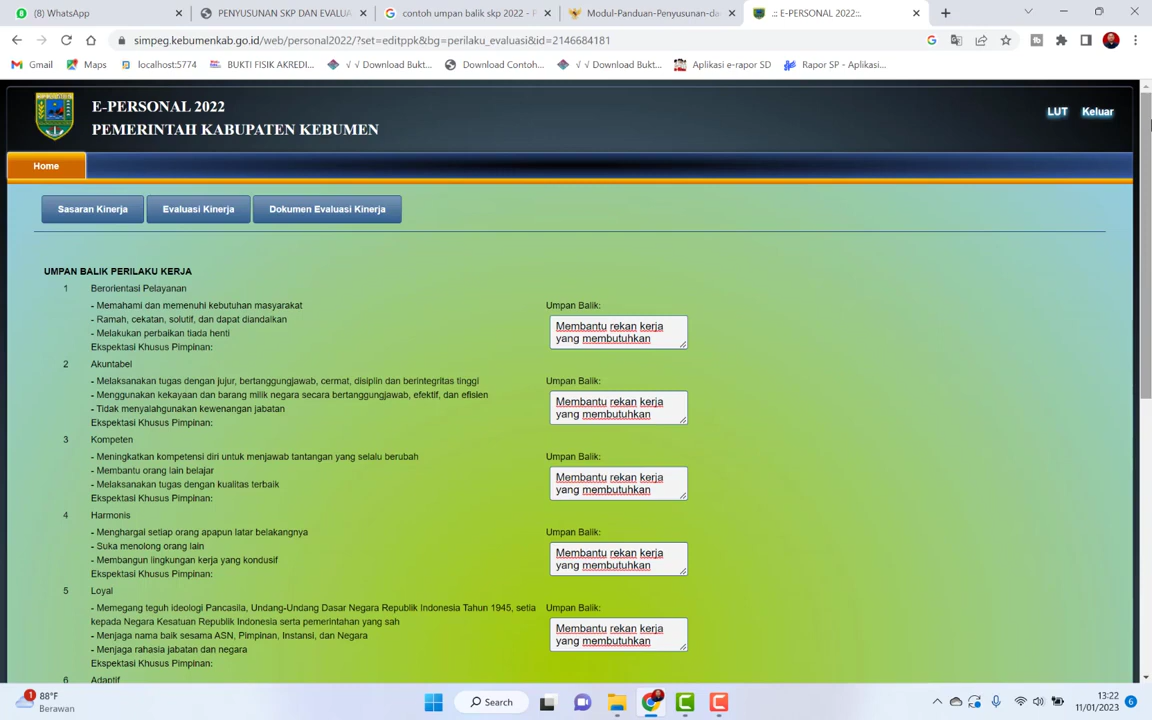 (8) WhatsApp
PENYUSUNAN SKP DAN EVALUA
contoh umpan balik skp 2022 - P
Modul-Panduan-Penyusunan-da
.:: E-PERSONAL 2022::.
simpeg.kebumenkab.go.id/web/personal2022/?set=editppk&bg=perilaku_evaluasi&id=2146684181
Gmail
Maps
localhost:5774
BUKTI FISIK AKREDI...
√ √ Download Bukt...
Download Contoh...
√ √ Download Bukt...
Aplikasi e-rapor SD
Rapor SP - Aplikasi...
E-PERSONAL 2022
PEMERINTAH KABUPATEN KEBUMEN
LUT
Keluar
Home
Sasaran Kinerja
Evaluasi Kinerja
Dokumen Evaluasi Kinerja
UMPAN BALIK PERILAKU KERJA
1 Berorientasi Pelayanan
- Memahami dan memenuhi kebutuhan masyarakat
- Ramah, cekatan, solutif, dan dapat diandalkan
- Melakukan perbaikan tiada henti
Ekspektasi Khusus Pimpinan:
Umpan Balik:
Membantu rekan kerja
yang membutuhkan
2 Akuntabel
- Melaksanakan tugas dengan jujur, bertanggungjawab, cermat, disiplin dan berintegritas tinggi
- Menggunakan kekayaan dan barang milik negara secara bertanggungjawab, efektif, dan efisien
- Tidak menyalahgunakan kewenangan jabatan
Ekspektasi Khusus Pimpinan:
Umpan Balik:
Membantu rekan kerja
yang membutuhkan
3 Kompeten
- Meningkatkan kompetensi diri untuk menjawab tantangan yang selalu berubah
- Membantu orang lain belajar
- Melaksanakan tugas dengan kualitas terbaik
Ekspektasi Khusus Pimpinan:
Umpan Balik:
Membantu rekan kerja
yang membutuhkan
4 Harmonis
- Menghargai setiap orang apapun latar belakangnya
- Suka menolong orang lain
- Membangun lingkungan kerja yang kondusif
Ekspektasi Khusus Pimpinan:
Umpan Balik:
Membantu rekan kerja
yang membutuhkan
5 Loyal
- Memegang teguh ideologi Pancasila, Undang-Undang Dasar Negara Republik Indonesia Tahun 1945, setia
kepada Negara Kesatuan Republik Indonesia serta pemerintahan yang sah
- Menjaga nama baik sesama ASN, Pimpinan, Instansi, dan Negara
- Menjaga rahasia jabatan dan negara
Ekspektasi Khusus Pimpinan:
Umpan Balik:
Membantu rekan kerja
yang membutuhkan
6 Adaptif
1
88°F
Berawan
Search
13:22
11/01/2023
6